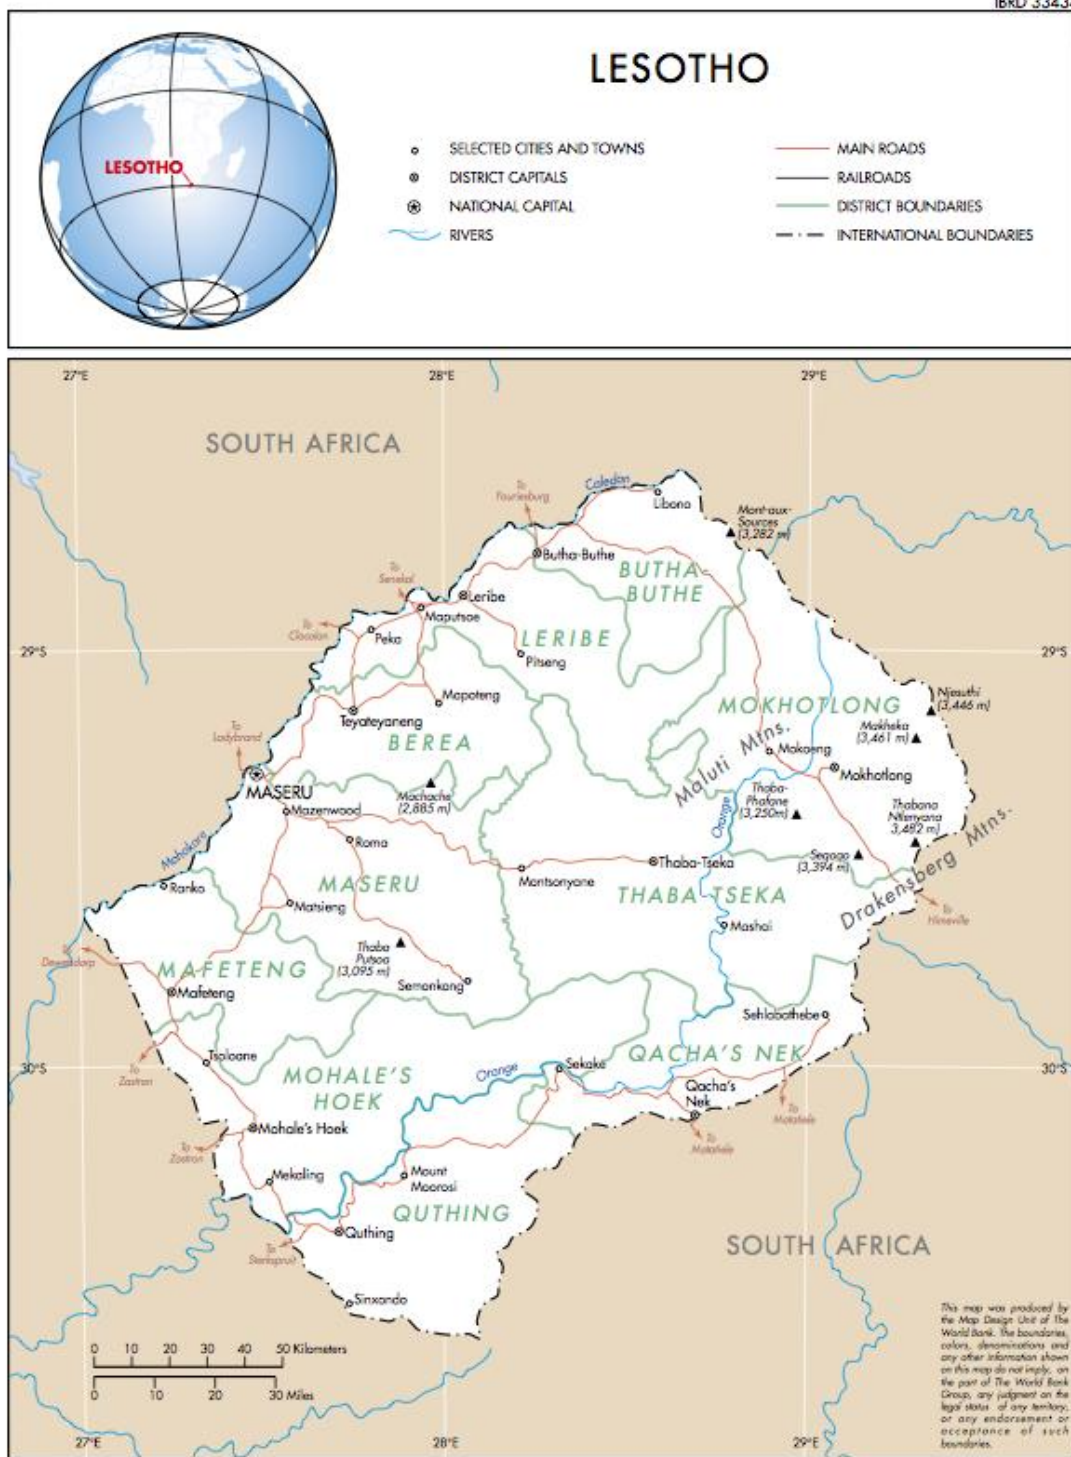 IBRD 33434
LESOTHO
LESOTHO
SELECTED CITIES AND TOWNS
DISTRICT CAPITALS
NATIONAL CAPITAL
RIVERS
MAIN ROADS
RAILROADS
DISTRICT BOUNDARIES
INTERNATIONAL BOUNDARIES
27°E
28°E
29°E
SOUTH AFRICA
Caledon
To
Fouriesburg
Libono
Mont-aux-
Sources
(3,282 m)
Butha-Buthe
BUTHA-
BUTHE
To
Senekal
Leribe
Maputsoe
To
Clocolan
Peka
LERIBE
Pitseng
29°S
29°S
Mapoteng
Teyateyaneng
MOKHOTLONG
Njesuthi
(3,446 m)
Makheka
(3,461 m)
To
Ladybrand
BEREA
Maluti Mtns.
Mokoeng
Mokhotlong
MASERU
Machache
(2,885 m)
Mazenwood
Thaba-
Phatane
(3,250m)
Thabana
Ntlenyana
3,482 m)
Orange
Mohokare
Roma
Segogo
(3,394 m)
Drakensberg Mtns.
Ranko
MASERU
Montsonyane
Thaba-Tseka
THABA-TSEKA
To
Himeville
Matsieng
Mashai
To
Dewetsdorp
Thaba
Putsoa
(3,095 m)
MAFETENG
Mafeteng
Semonkong
Sehlabathebe
Tsoloane
QACHA'S NEK
30°S
30°S
To
Zastron
MOHALE'S
HOEK
Orange
Sekake
Qacha's
Nek
To
Matatiele
Mohale's Hoek
To
Zastron
To
Matatiele
Mekaling
Mount
Moorosi
QUTHING
Quthing
To
Sterkspruit
SOUTH AFRICA
Sinxondo
0 10 20 30 40 50 Kilometers
0 10 20 30 Miles
This map was produced by
the Map Design Unit of The
World Bank. The boundaries,
colors, denominations and
any other information shown
on this map do not imply, on
the part of The World Bank
Group, any judgment on the
legal status of any territory,
or any endorsement or
acceptance of such
boundaries.
27°E
28°E
29°E